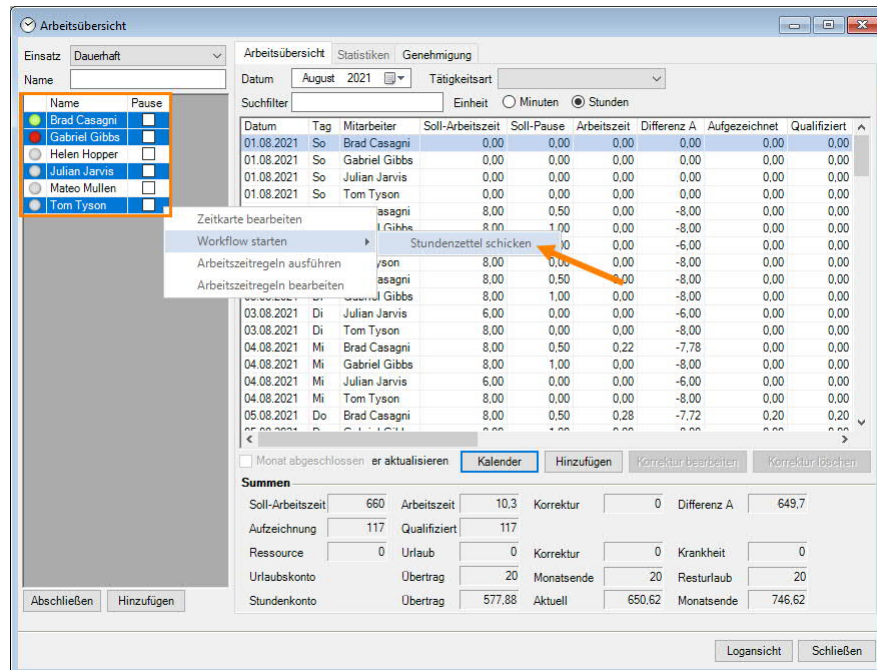 Arbeitsübersicht
Einsatz Dauerhaft
Name
Name Pause
Brad Casagni
Gabriel Gibbs
Helen Hopper
Julian Jarvis
Mateo Mullen
Tom Tyson
Zeitkarte bearbeiten
Workflow starten
Arbeitszeitregeln ausführen
Arbeitszeitregeln bearbeiten
Stundenzettel schicken
Abschließen Hinzufügen
Arbeitsübersicht Statistiken Genehmigung
Datum August 2021 Tätigkeitsart
Suchfilter Einheit Minuten Stunden
Datum Tag Mitarbeiter Soll-Arbeitszeit Soll-Pause Arbeitszeit Differenz A Aufgezeichnet Qualifiziert
01.08.2021 So Brad Casagni 0,00 0,00 0,00 0,00 0,00 0,00
01.08.2021 So Gabriel Gibbs 0,00 0,00 0,00 0,00 0,00 0,00
01.08.2021 So Julian Jarvis 0,00 0,00 0,00 0,00 0,00 0,00
01.08.2021 So Tom Tyson 0,00 0,00 0,00 0,00 0,00 0,00
asagni 8,00 0,50 0,00 -8,00 0,00 0,00
Gibbs 8,00 1,00 0,00 -8,00 0,00 0,00
-6,00 0,00 0,00
yson 8,00 0,00 0,00 -8,00 0,00 0,00
asagni 8,00 0,50 -8,00 0,00 0,00
Gibbs 8,00 1,00 0,00 -8,00 0,00 0,00
03.08.2021 Di Julian Jarvis 6,00 0,00 0,00 -6,00 0,00 0,00
03.08.2021 Di Tom Tyson 8,00 0,00 0,00 -8,00 0,00 0,00
04.08.2021 Mi Brad Casagni 8,00 0,50 0,22 -7,78 0,00 0,00
04.08.2021 Mi Gabriel Gibbs 8,00 1,00 0,00 -8,00 0,00 0,00
04.08.2021 Mi Julian Jarvis 6,00 0,00 0,00 -6,00 0,00 0,00
04.08.2021 Mi Tom Tyson 8,00 0,00 0,00 -8,00 0,00 0,00
05.08.2021 Do Brad Casagni 8,00 0,50 0,28 -7,72 0,20 0,20
Monat abgeschlossen er aktualisieren Kalender Hinzufügen Korrektur bearbeiten Korrektur löschen
Summen
Soll-Arbeitszeit 660 Arbeitszeit 10,3 Korrektur 0 Differenz A 649,7
Aufzeichnung 117 Qualifiziert 117
Ressource 0 Urlaub 0 Korrektur 0 Krankheit 0
Urlaubskonto Übertrag 20 Monatsende 20 Resturlaub 20
Stundenkonto Übertrag 577,88 Aktuell 650,62 Monatsende 746,62
Logansicht Schließen